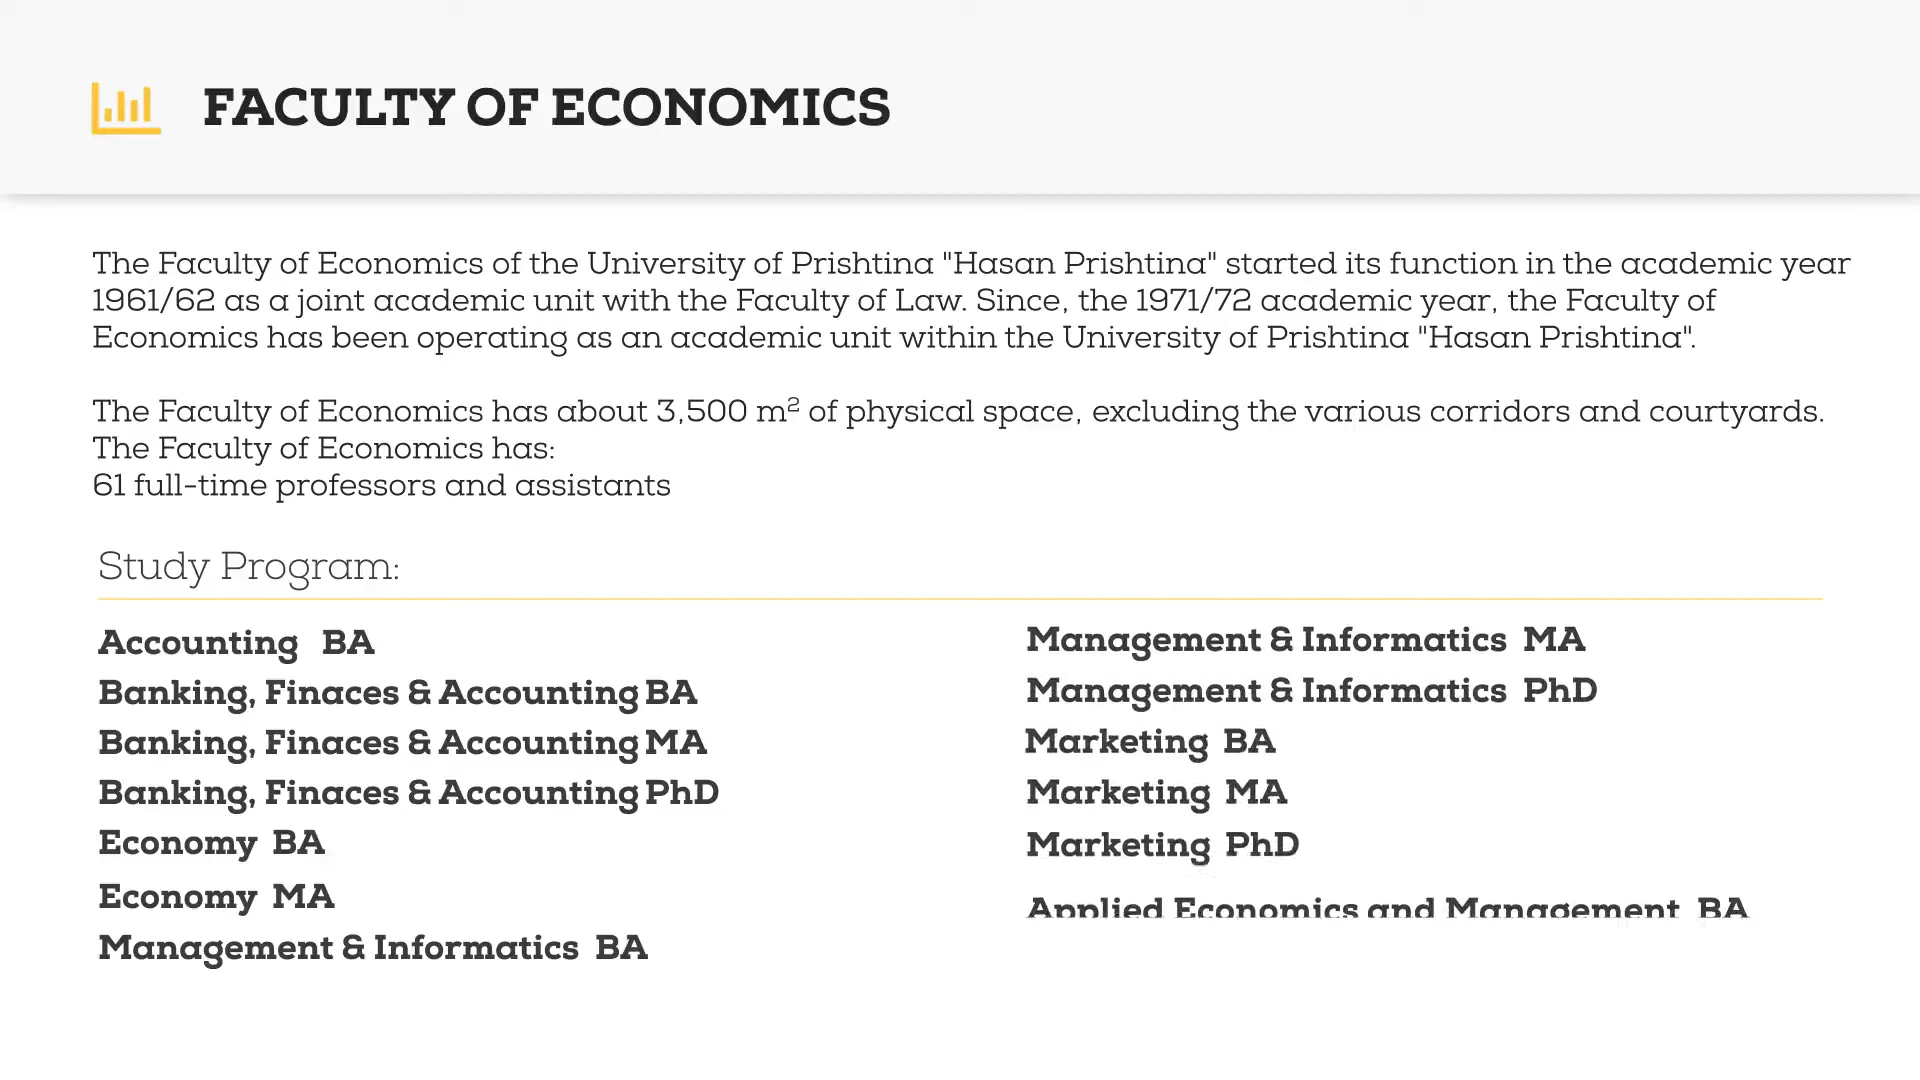 FACULTY OF ECONOMICS
The Faculty of Economics of the University of Prishtina "Hasan Prishtina" started its function in the academic year
1961/62 as a joint academic unit with the Faculty of Law. Since, the 1971/72 academic year, the Faculty of
Economics has been operating as an academic unit within the University of Prishtina "Hasan Prishtina".
The Faculty of Economics has about 3,500 m² of physical space, excluding the various corridors and courtyards.
The Faculty of Economics has:
61 full-time professors and assistants
Study Program:
Accounting BA
Banking, Finaces & Accounting BA
Banking, Finaces & Accounting MA
Banking, Finaces & Accounting PhD
Economy BA
Economy MA
Management & Informatics BA
Management & Informatics MA
Management & Informatics PhD
Marketing BA
Marketing MA
Marketing PhD
Applied Economics and Management BA